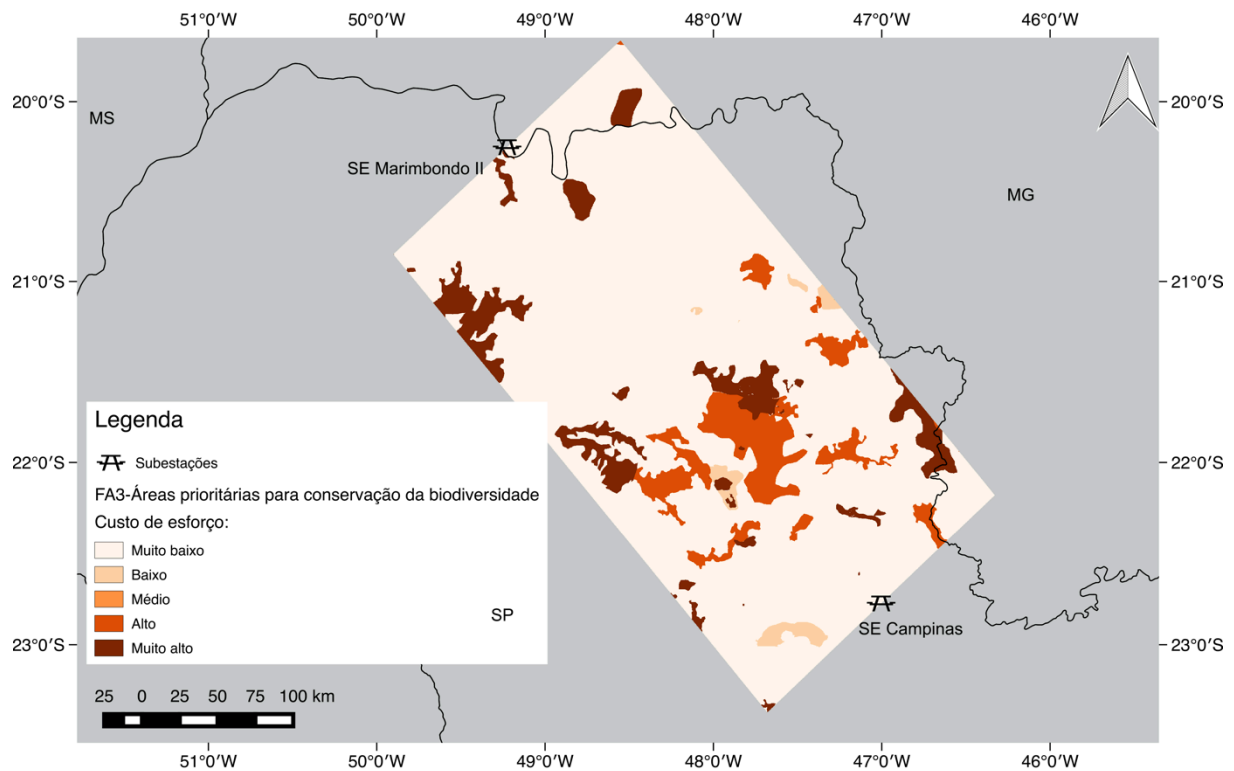 51°0'W 50°0'W 49°0'W 48°0'W 47°0'W 46°0'W
20°0'S 20°0'S
MS
SE Marimbondo II
MG
21°0'S 21°0'S
Legenda
Subestações
FA3-Áreas prioritárias para conservação da biodiversidade
Custo de esforço:
Muito baixo
Baixo
Médio
Alto
Muito alto
22°0'S 22°0'S
SP
SE Campinas
23°0'S 23°0'S
25 0 25 50 75 100 km
51°0'W 50°0'W 49°0'W 48°0'W 47°0'W 46°0'W